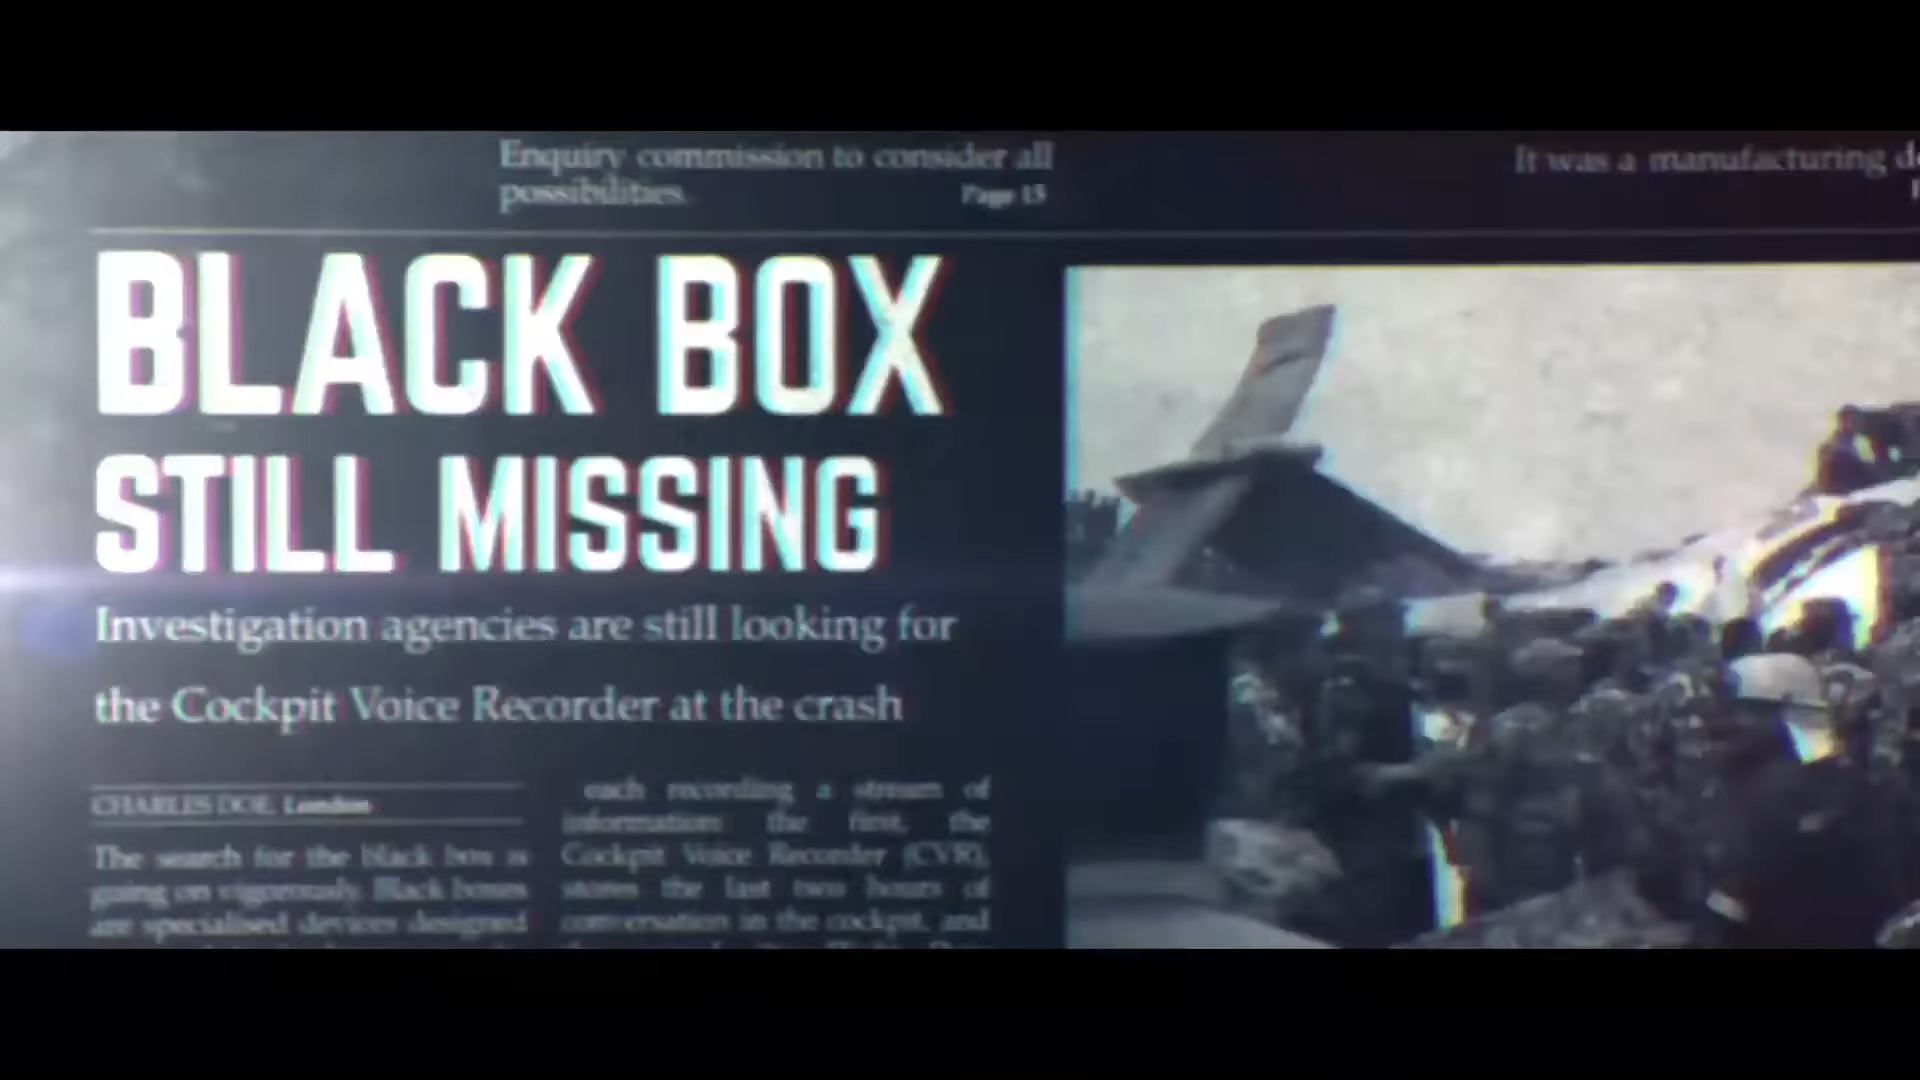 Enquiry commission to consider all
possibilities.
Page 15
It was a manufacturing
BLACK BOX
STILL MISSING
Investigation agencies are still looking for
the Cockpit Voice Recorder at the crash
CHARLES DOE, London
The search for the black box is
going on vigorously. Black boxes
are specialised devices designed
each recording a stream of
information: the first, the
Cockpit Voice Recorder (CVR),
stores the last two hours of
conversation in the cockpit, and